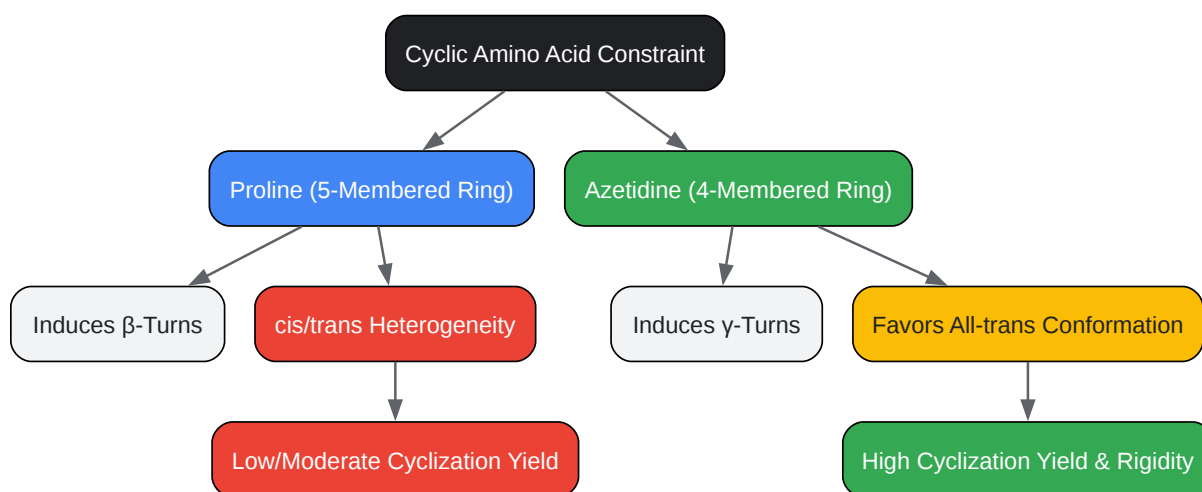 Cyclic Amino Acid Constraint
Proline (5-Membered Ring)
Azetidine (4-Membered Ring)
Induces β-Turns
cis/trans Heterogeneity
Induces γ-Turns
Favors All-trans Conformation
Low/Moderate Cyclization Yield
High Cyclization Yield & Rigidity